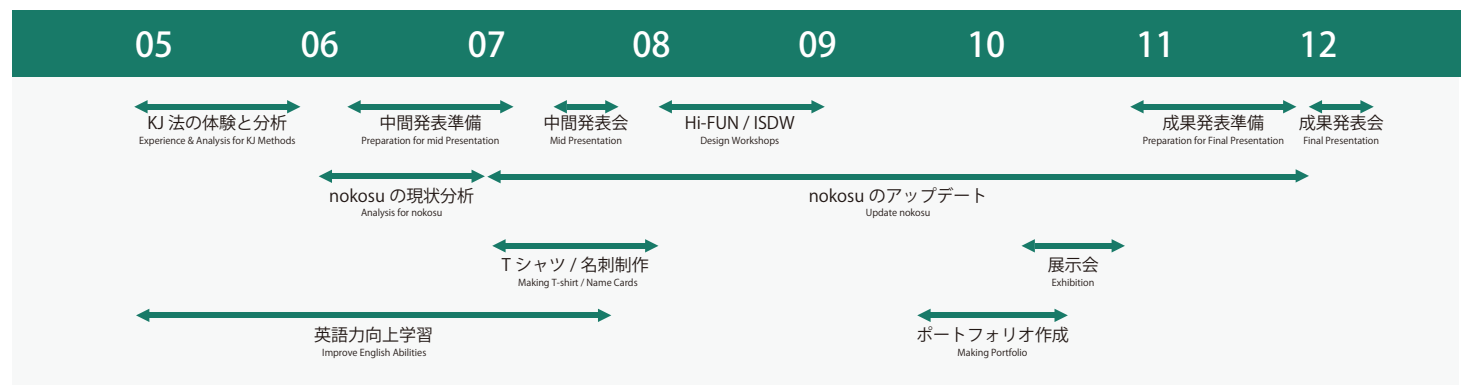 05 06 07 08 09 10 11 12
KJ 法の体験と分析
Experience & Analysis for KJ Methods
中間発表準備
Preparation for mid Presentation
中間発表会
Mid Presentation
Hi-FUN / ISDW
Design Workshops
成果発表準備
Preparation for Final Presentation
成果発表会
Final Presentation
nokosu の現状分析
Analysis for nokosu
nokosu のアップデート
Update nokosu
T シャツ / 名刺制作
Making T-shirt / Name Cards
展示会
Exhibition
英語力向上学習
Improve English Abilities
ポートフォリオ作成
Making Portfolio